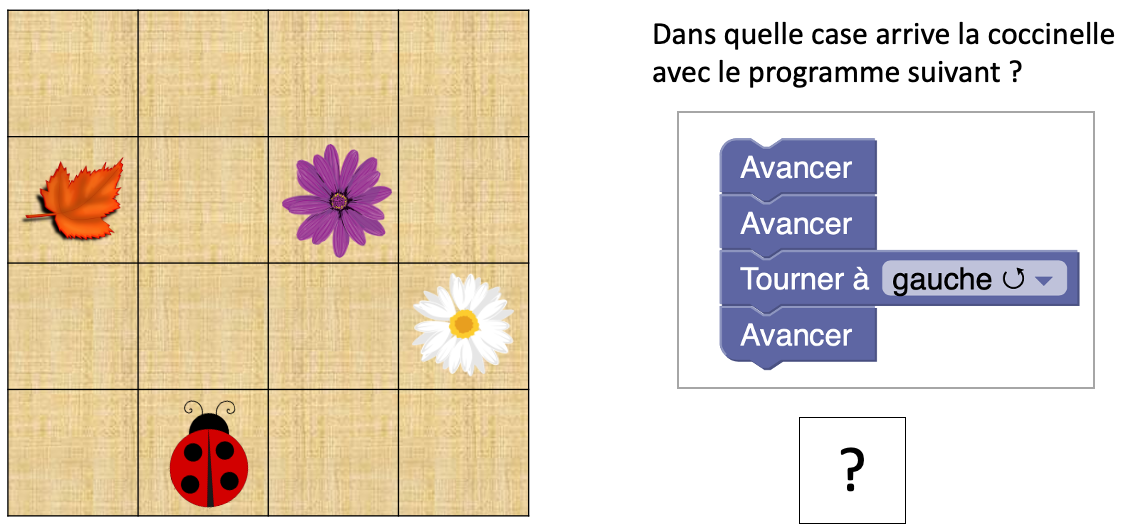 Dans quelle case arrive la coccinelle
avec le programme suivant ?
Avancer
Avancer
Tourner à gauche
Avancer
?